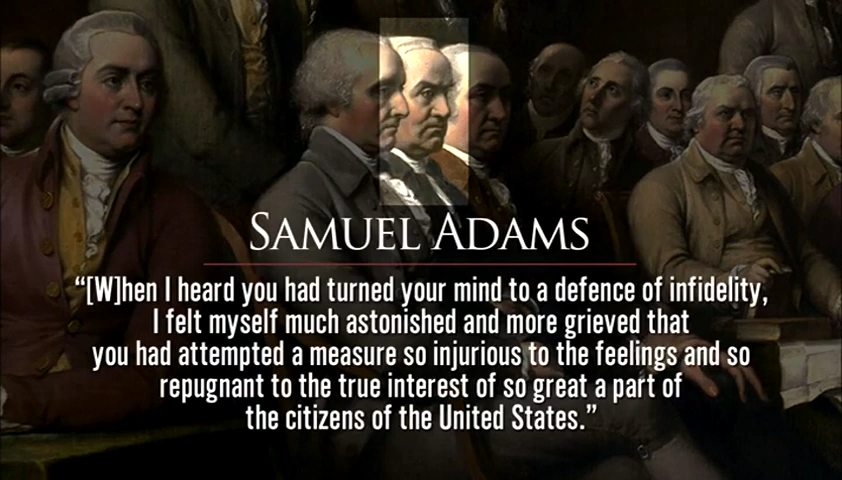 SAMUEL ADAMS
“[W]hen I heard you had turned your mind to a defence of infidelity,
I felt myself much astonished and more grieved that
you had attempted a measure so injurious to the feelings and so
repugnant to the true interest of so great a part of
the citizens of the United States.”